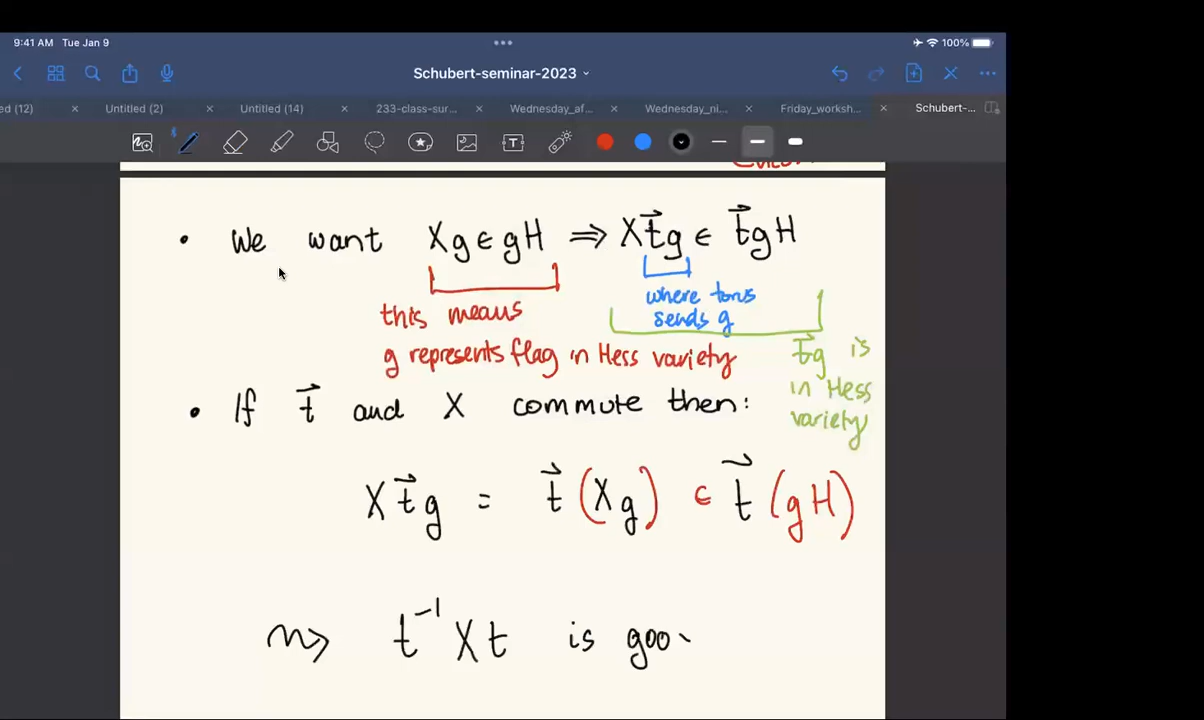 9:41 AM Tue Jan 9
100%
Schubert-seminar-2023
ed (12) Untitled (2) Untitled (14) 233-class-sur... Wednesday_af... Wednesday_ni... Friday_worksh... Schubert-...
• We want Xg ∈ gH ⇒ X t⃗g ∈ t⃗gH
this means
g represents flag in Hess variety
where torus
sends g
t⃗g is
in Hess
variety
• If t⃗ and X commute then:
X t⃗ g = t⃗ (Xg) ∈ t⃗ (gH)
⇝ t⁻¹Xt is goo